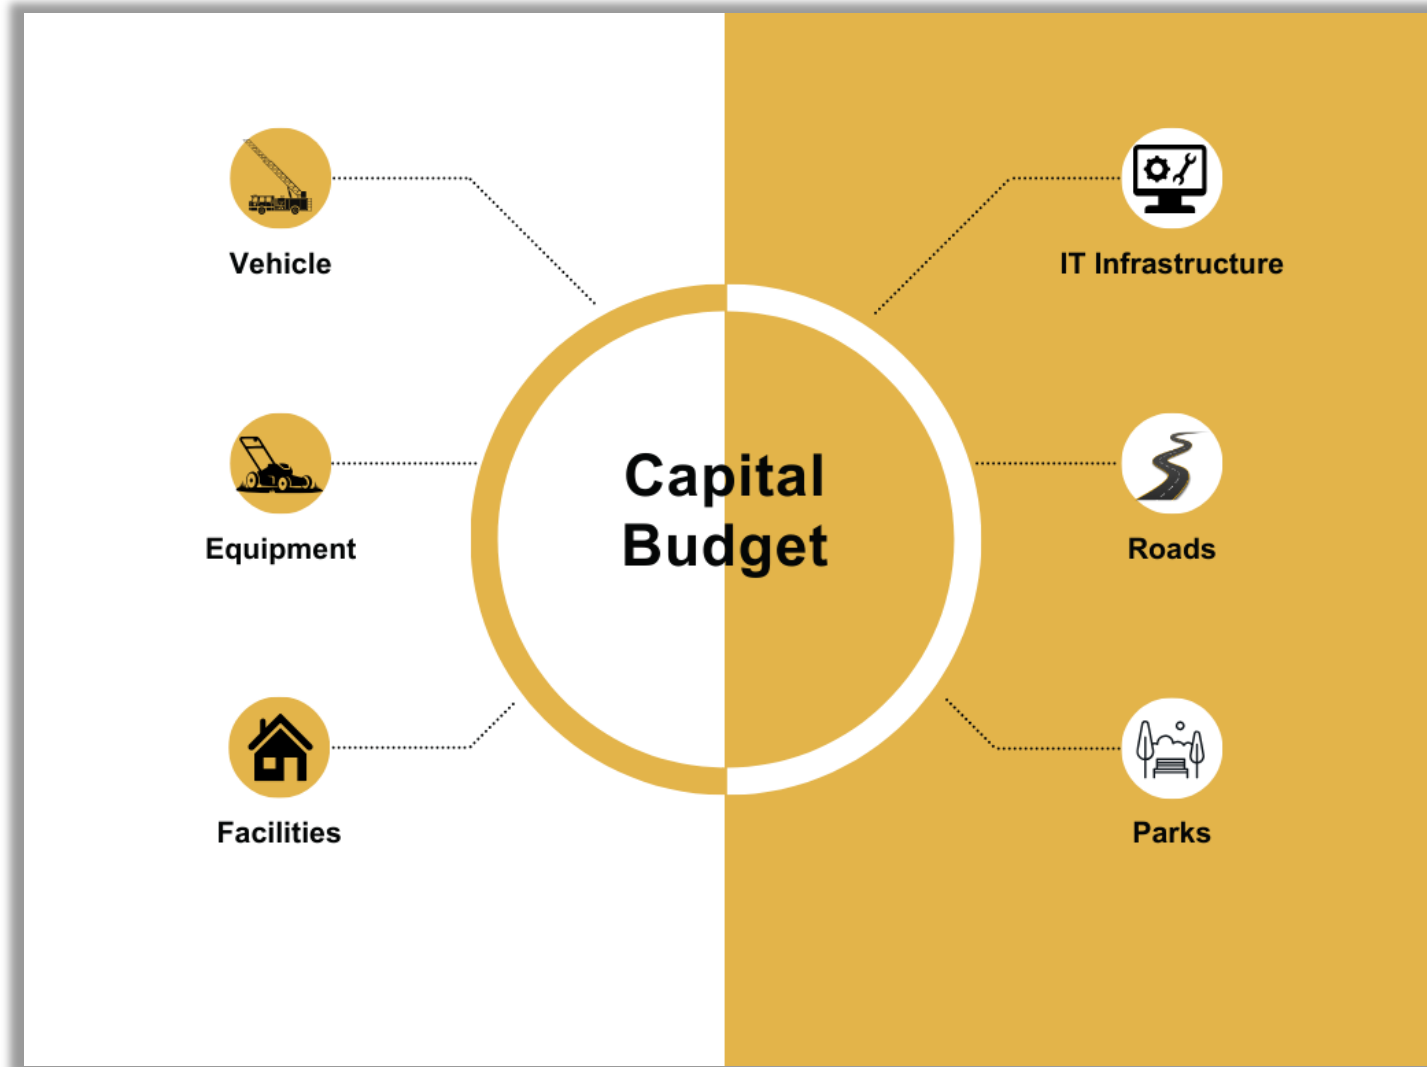 Vehicle
Equipment
Facilities
Capital
Budget
IT Infrastructure
Roads
Parks